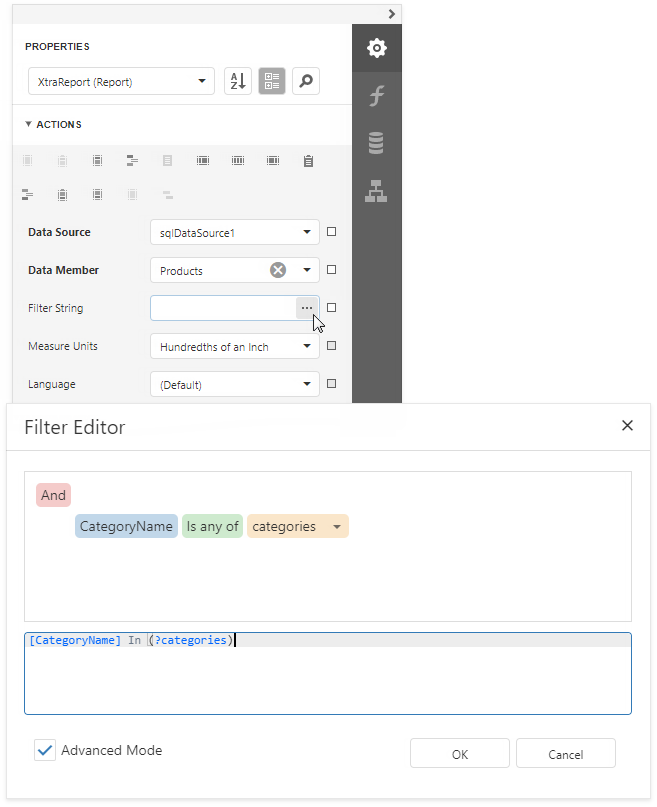 PROPERTIES
XtraReport (Report)
ACTIONS
Data Source sqlDataSource1
Data Member Products
Filter String ...
Measure Units Hundredths of an Inch
Language (Default)
Filter Editor
And
CategoryName Is any of categories
[CategoryName] In (?categories)
Advanced Mode OK Cancel